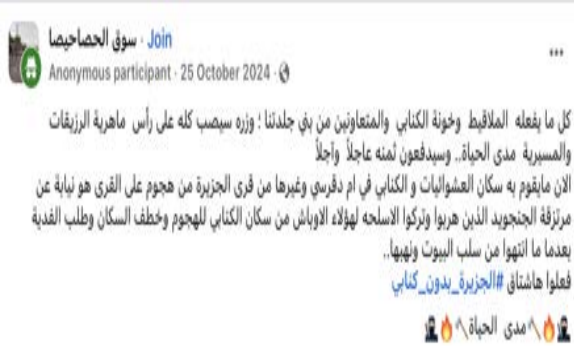 سوق الحصاحيصا · Join
Anonymous participant · 25 October 2024 ·
كل ما يفعله الملاقيط وخونة الكنابي والمتعاونين من بني جلدتنا ؛ وزره سيصب كله على رأس ماهرية الرزيقات
والمسيرية مدى الحياة.. وسيدفعون ثمنه عاجلاً وآجلاً
الان مايقوم به سكان العشوائيات و الكنابي في ام دقرسي وغيرها من قرى الجزيرة من هجوم على القرى هو نيابة عن
مرتزقة الجنجويد الذين هربوا وتركوا الاسلحه لهؤلاء الاوباش من سكان الكنابي للهجوم وخطف السكان وطلب الفدية
بعدما ما انتهوا من سلب البيوت ونهبها..
فعلوا هاشتاق #الجزيرة_بدون_كنابي
مدى الحياة